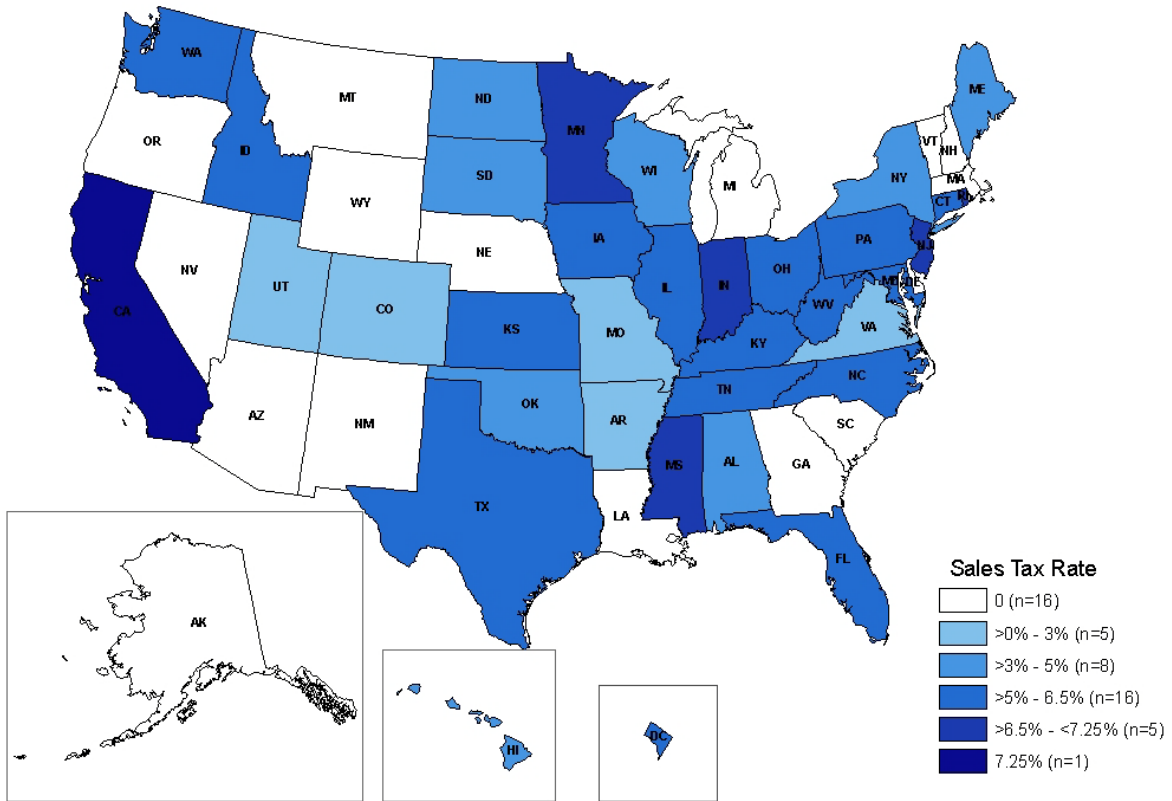 WA
MT
ND
MN
ME
OR
ID
SD
WI
MI
VT
NH
NY
MA
CT
RI
WY
IA
PA
NJ
NE
NV
UT
CO
IL
IN
OH
MD
DE
WV
VA
CA
KS
MO
KY
NC
TN
AZ
NM
OK
AR
SC
MS
AL
GA
TX
LA
FL
AK
HI
DC
Sales Tax Rate
0 (n=16)
>0% - 3% (n=5)
>3% - 5% (n=8)
>5% - 6.5% (n=16)
>6.5% - <7.25% (n=5)
7.25% (n=1)